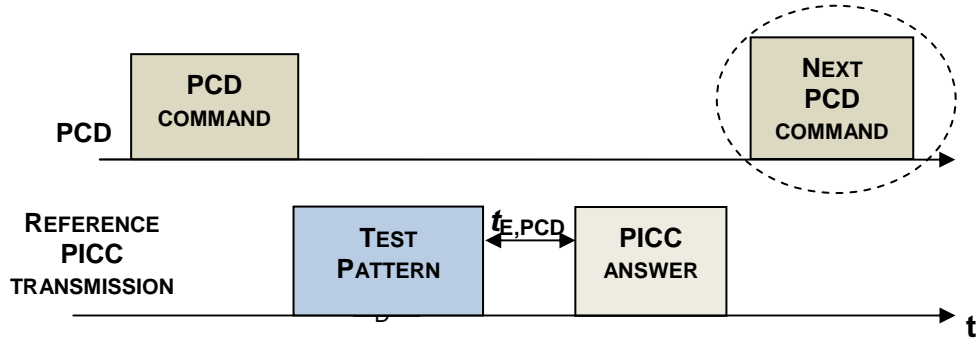 PCD
COMMAND
NEXT
PCD
COMMAND
PCD
REFERENCE
PICC
TRANSMISSION
TEST
PATTERN
tE,PCD
PICC
ANSWER
D
t